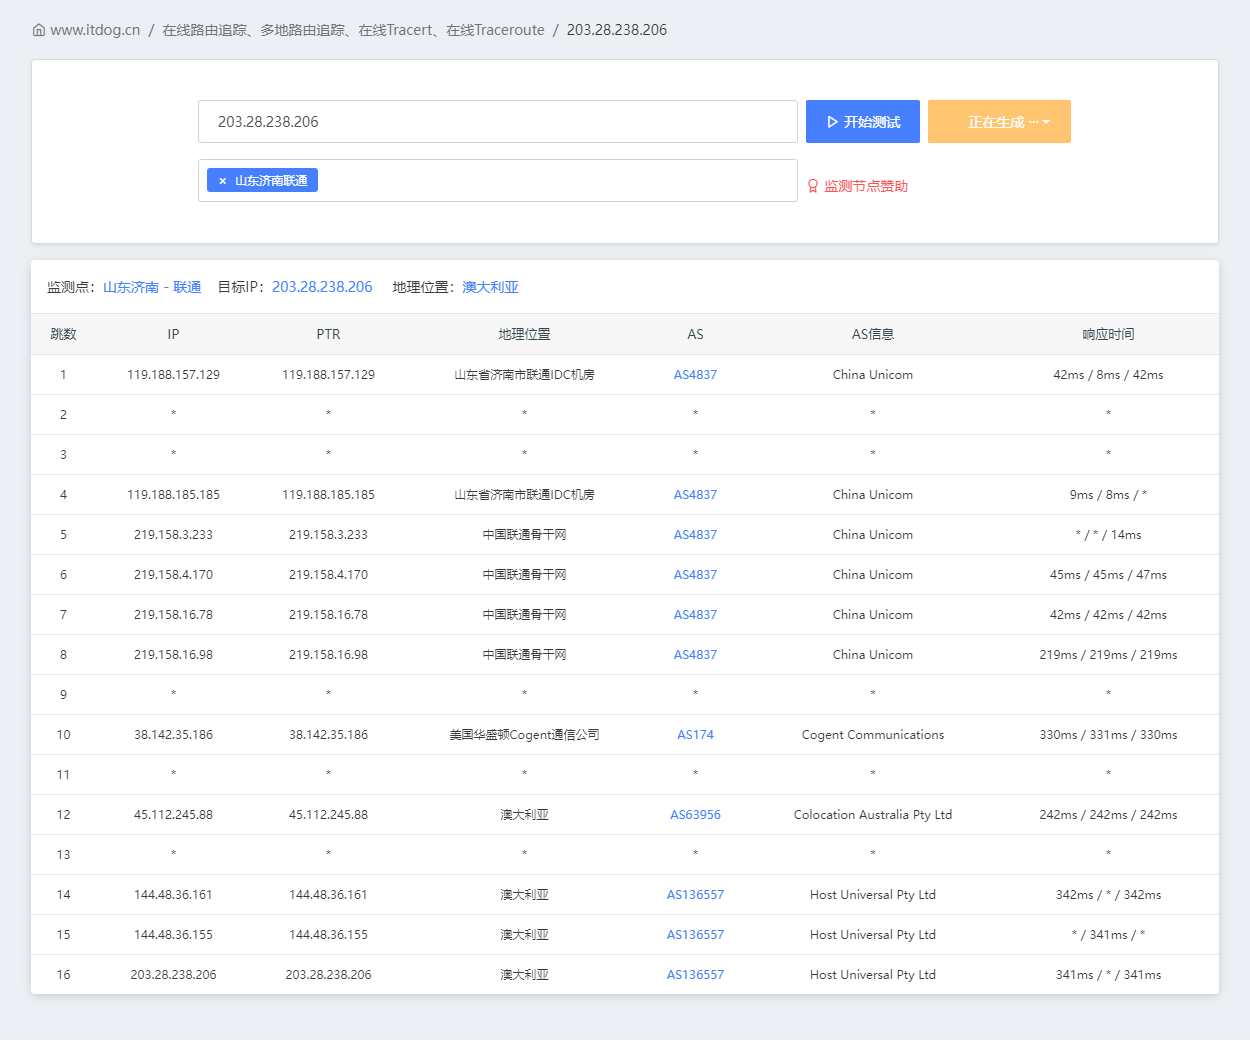 www.itdog.cn / 在线路由追踪、多地路由追踪、在线Tracert、在线Traceroute / 203.28.238.206
203.28.238.206 开始测试 正在生成 ···
× 山东济南联通 监测节点赞助
监测点：山东济南 - 联通 目标IP：203.28.238.206 地理位置：澳大利亚
跳数 IP PTR 地理位置 AS AS信息 响应时间
1 119.188.157.129 119.188.157.129 山东省济南市联通IDC机房 AS4837 China Unicom 42ms / 8ms / 42ms
2 * * * * * *
3 * * * * * *
4 119.188.185.185 119.188.185.185 山东省济南市联通IDC机房 AS4837 China Unicom 9ms / 8ms / *
5 219.158.3.233 219.158.3.233 中国联通骨干网 AS4837 China Unicom * / * / 14ms
6 219.158.4.170 219.158.4.170 中国联通骨干网 AS4837 China Unicom 45ms / 45ms / 47ms
7 219.158.16.78 219.158.16.78 中国联通骨干网 AS4837 China Unicom 42ms / 42ms / 42ms
8 219.158.16.98 219.158.16.98 中国联通骨干网 AS4837 China Unicom 219ms / 219ms / 219ms
9 * * * * * *
10 38.142.35.186 38.142.35.186 美国华盛顿Cogent通信公司 AS174 Cogent Communications 330ms / 331ms / 330ms
11 * * * * * *
12 45.112.245.88 45.112.245.88 澳大利亚 AS63956 Colocation Australia Pty Ltd 242ms / 242ms / 242ms
13 * * * * * *
14 144.48.36.161 144.48.36.161 澳大利亚 AS136557 Host Universal Pty Ltd 342ms / * / 342ms
15 144.48.36.155 144.48.36.155 澳大利亚 AS136557 Host Universal Pty Ltd * / 341ms / *
16 203.28.238.206 203.28.238.206 澳大利亚 AS136557 Host Universal Pty Ltd 341ms / * / 341ms